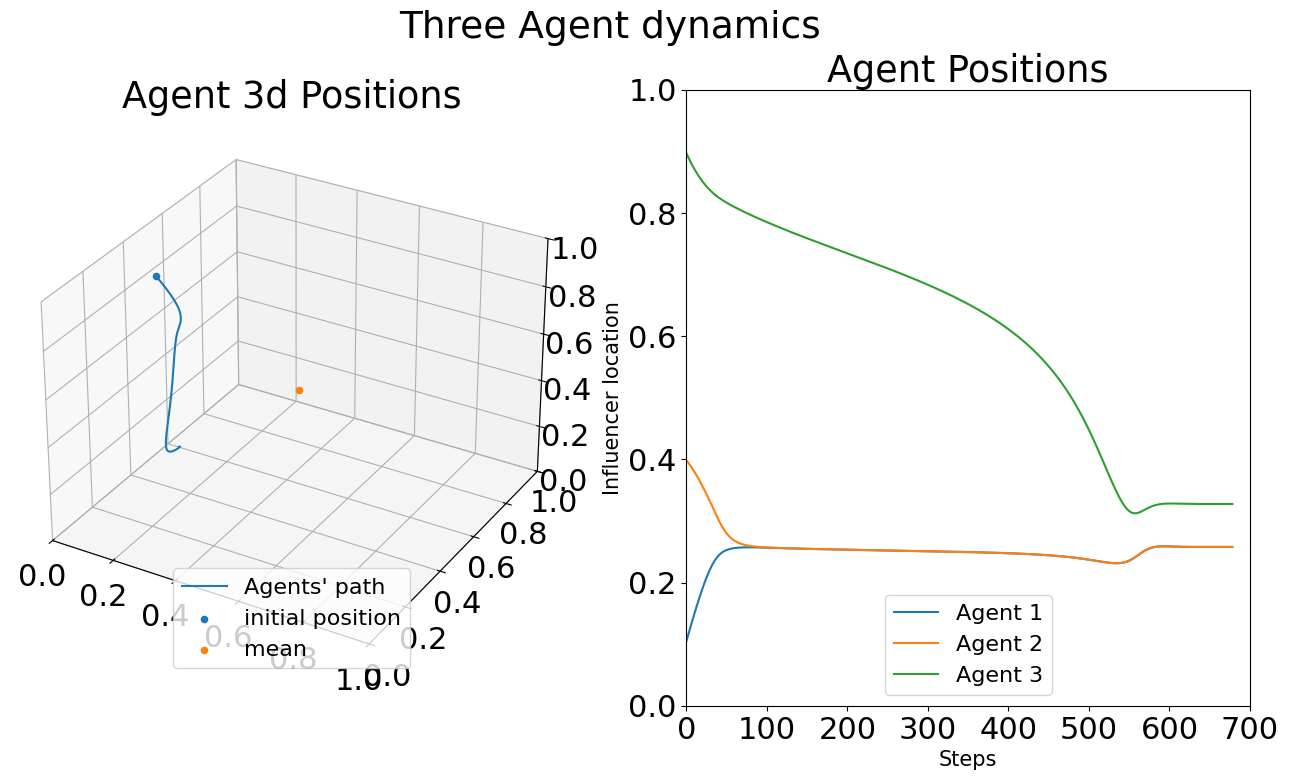 Three Agent dynamics
Agent 3d Positions
0.0
0.2
0.4
0.6
0.8
1.0
0.0
0.2
0.4
0.6
0.8
1.0
0.0
0.2
0.4
0.6
0.8
1.0
Agents' path
initial position
mean
Agent Positions
Influencer location
1.0
0.8
0.6
0.4
0.2
0.0
0 100 200 300 400 500 600 700
Steps
Agent 1
Agent 2
Agent 3